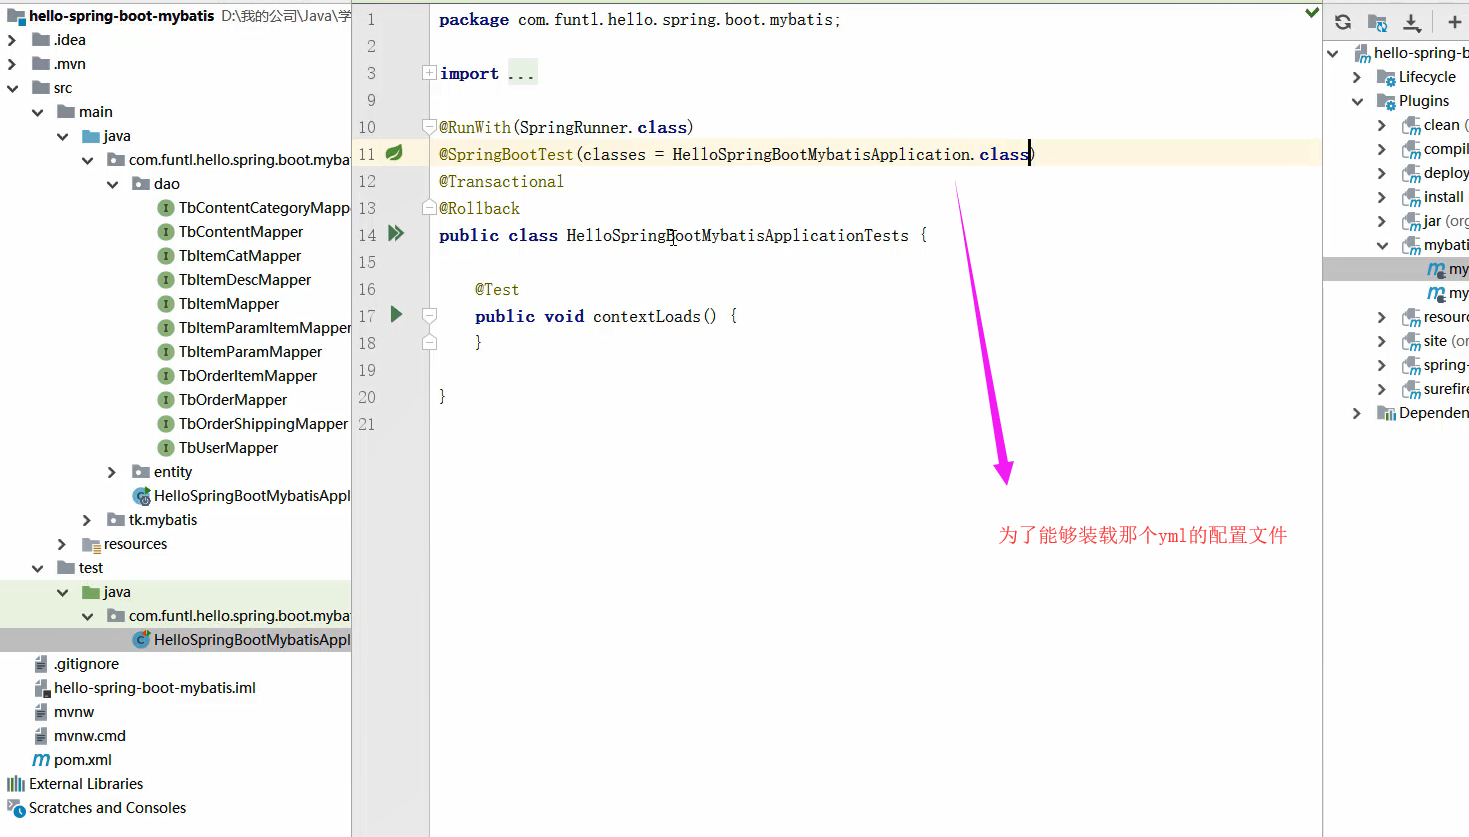 hello-spring-boot-mybatis D:\我的公司\Java\学
.idea
.mvn
src
main
java
com.funtl.hello.spring.boot.myba
dao
TbContentCategoryMapp
TbContentMapper
TbItemCatMapper
TbItemDescMapper
TbItemMapper
TbItemParamItemMapper
TbItemParamMapper
TbOrderItemMapper
TbOrderMapper
TbOrderShippingMapper
TbUserMapper
entity
HelloSpringBootMybatisAppl
tk.mybatis
resources
test
java
com.funtl.hello.spring.boot.myba
HelloSpringBootMybatisAppl
.gitignore
hello-spring-boot-mybatis.iml
mvnw
mvnw.cmd
pom.xml
External Libraries
Scratches and Consoles
1 package com.funtl.hello.spring.boot.mybatis;
2
3 import ...
9
10 @RunWith(SpringRunner.class)
11 @SpringBootTest(classes = HelloSpringBootMybatisApplication.class)
12 @Transactional
13 @Rollback
14 public class HelloSpringBootMybatisApplicationTests {
15
16 @Test
17 public void contextLoads() {
18 }
19
20 }
21
为了能够装载那个yml的配置文件
hello-spring-b
Lifecycle
Plugins
clean (
compil
deploy
install
jar (org
mybati
my
my
resourc
site (or
spring-
surefire
Dependen